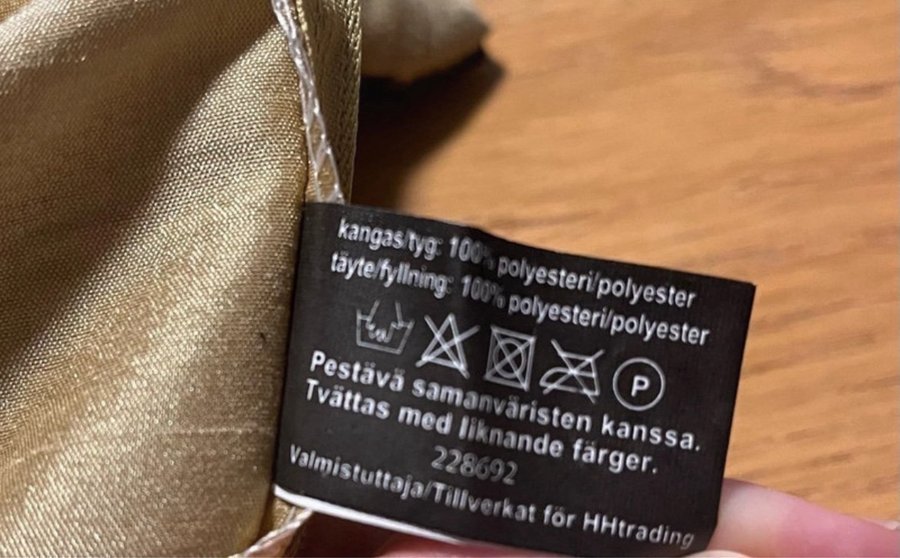 kangas/tyg: 100% polyesteri/polyester
täyte/fyllning: 100% polyesteri/polyester
P
Pestävä samanväristen kanssa.
Tvättas med liknande färger.
228692
Valmistuttaja/Tillverkat för HHtrading